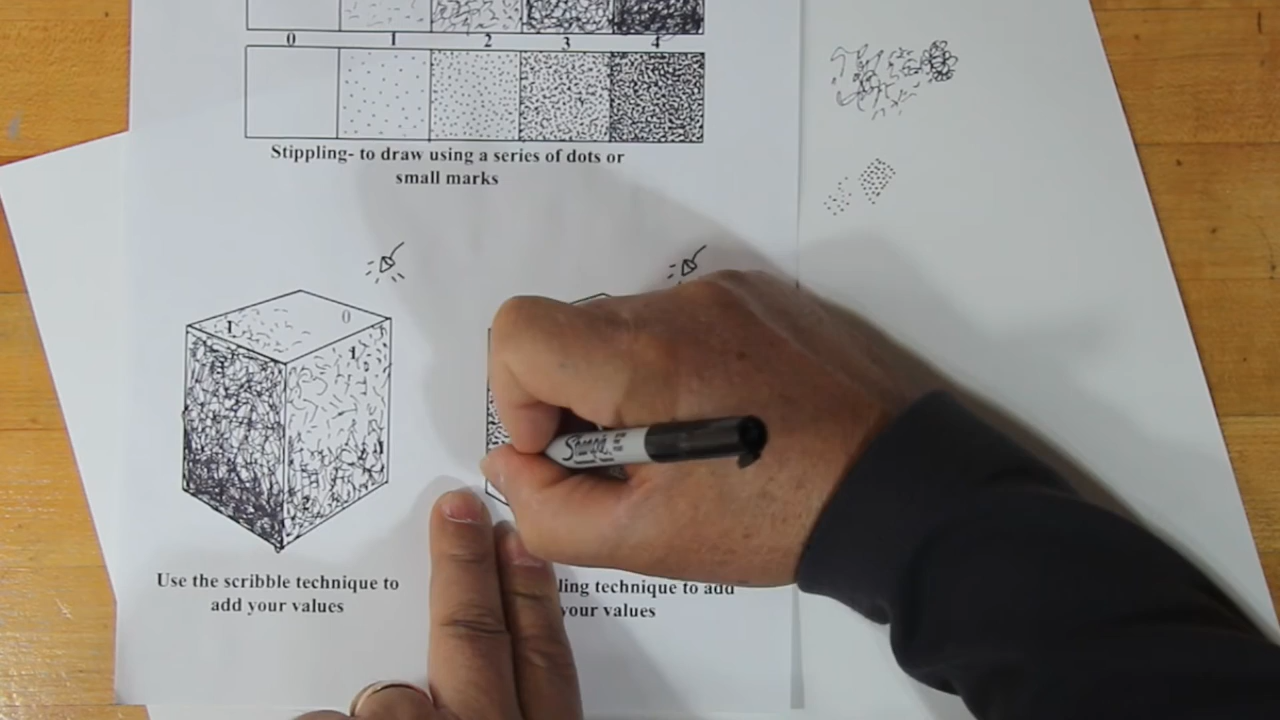 0 1 2 3 4
Stippling- to draw using a series of dots or
small marks
1 0
1
2
Use the scribble technique to
add your values
ling technique to add
your values
Sharpie